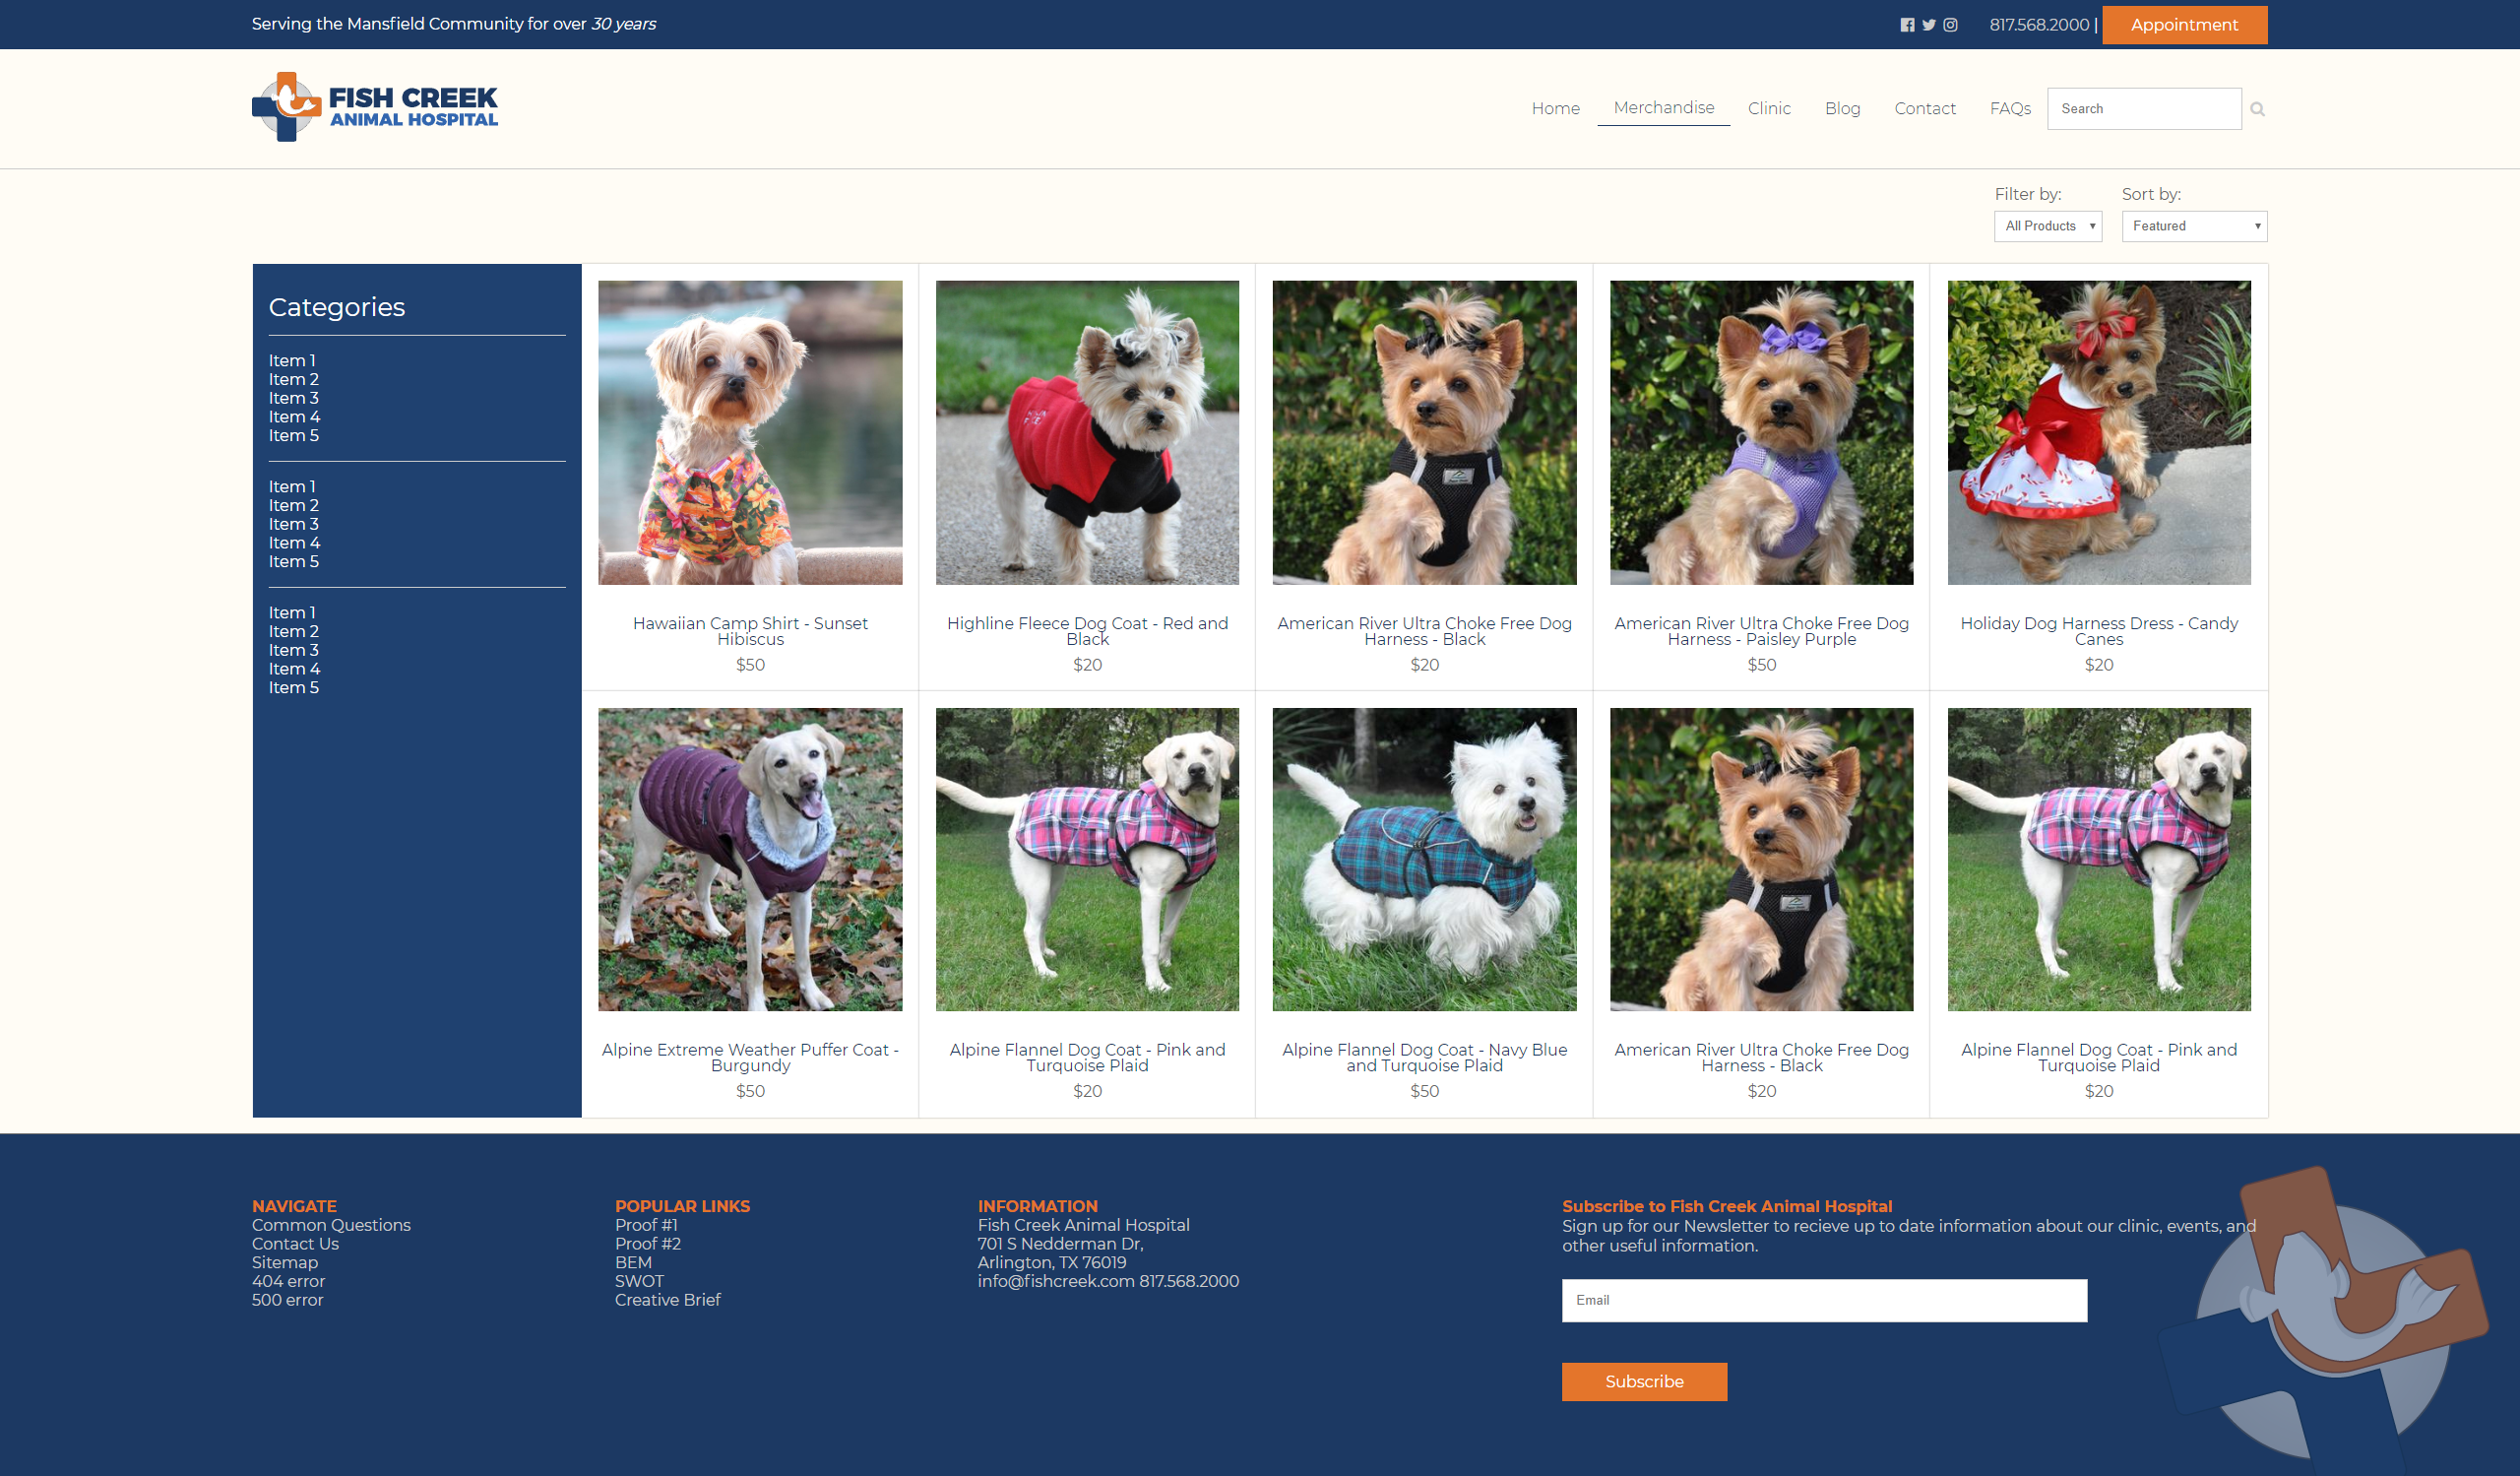 Serving the Mansfield Community for over 30 years
817.568.2000 |
Appointment
FISH CREEK
ANIMAL HOSPITAL
Home
Merchandise
Clinic
Blog
Contact
FAQs
Search
Filter by:
Sort by:
All Products
Featured
Categories
Item 1
Item 2
Item 3
Item 4
Item 5
Item 1
Item 2
Item 3
Item 4
Item 5
Item 1
Item 2
Item 3
Item 4
Item 5
Hawaiian Camp Shirt - Sunset
Hibiscus
$50
Highline Fleece Dog Coat - Red and
Black
$20
American River Ultra Choke Free Dog
Harness - Black
$20
American River Ultra Choke Free Dog
Harness - Paisley Purple
$50
Holiday Dog Harness Dress - Candy
Canes
$20
Alpine Extreme Weather Puffer Coat -
Burgundy
$50
Alpine Flannel Dog Coat - Pink and
Turquoise Plaid
$20
Alpine Flannel Dog Coat - Navy Blue
and Turquoise Plaid
$50
American River Ultra Choke Free Dog
Harness - Black
$20
Alpine Flannel Dog Coat - Pink and
Turquoise Plaid
$20
NAVIGATE
Common Questions
Contact Us
Sitemap
404 error
500 error
POPULAR LINKS
Proof #1
Proof #2
BEM
SWOT
Creative Brief
INFORMATION
Fish Creek Animal Hospital
701 S Nedderman Dr,
Arlington, TX 76019
info@fishcreek.com 817.568.2000
Subscribe to Fish Creek Animal Hospital
Sign up for our Newsletter to recieve up to date information about our clinic, events, and
other useful information.
Email
Subscribe